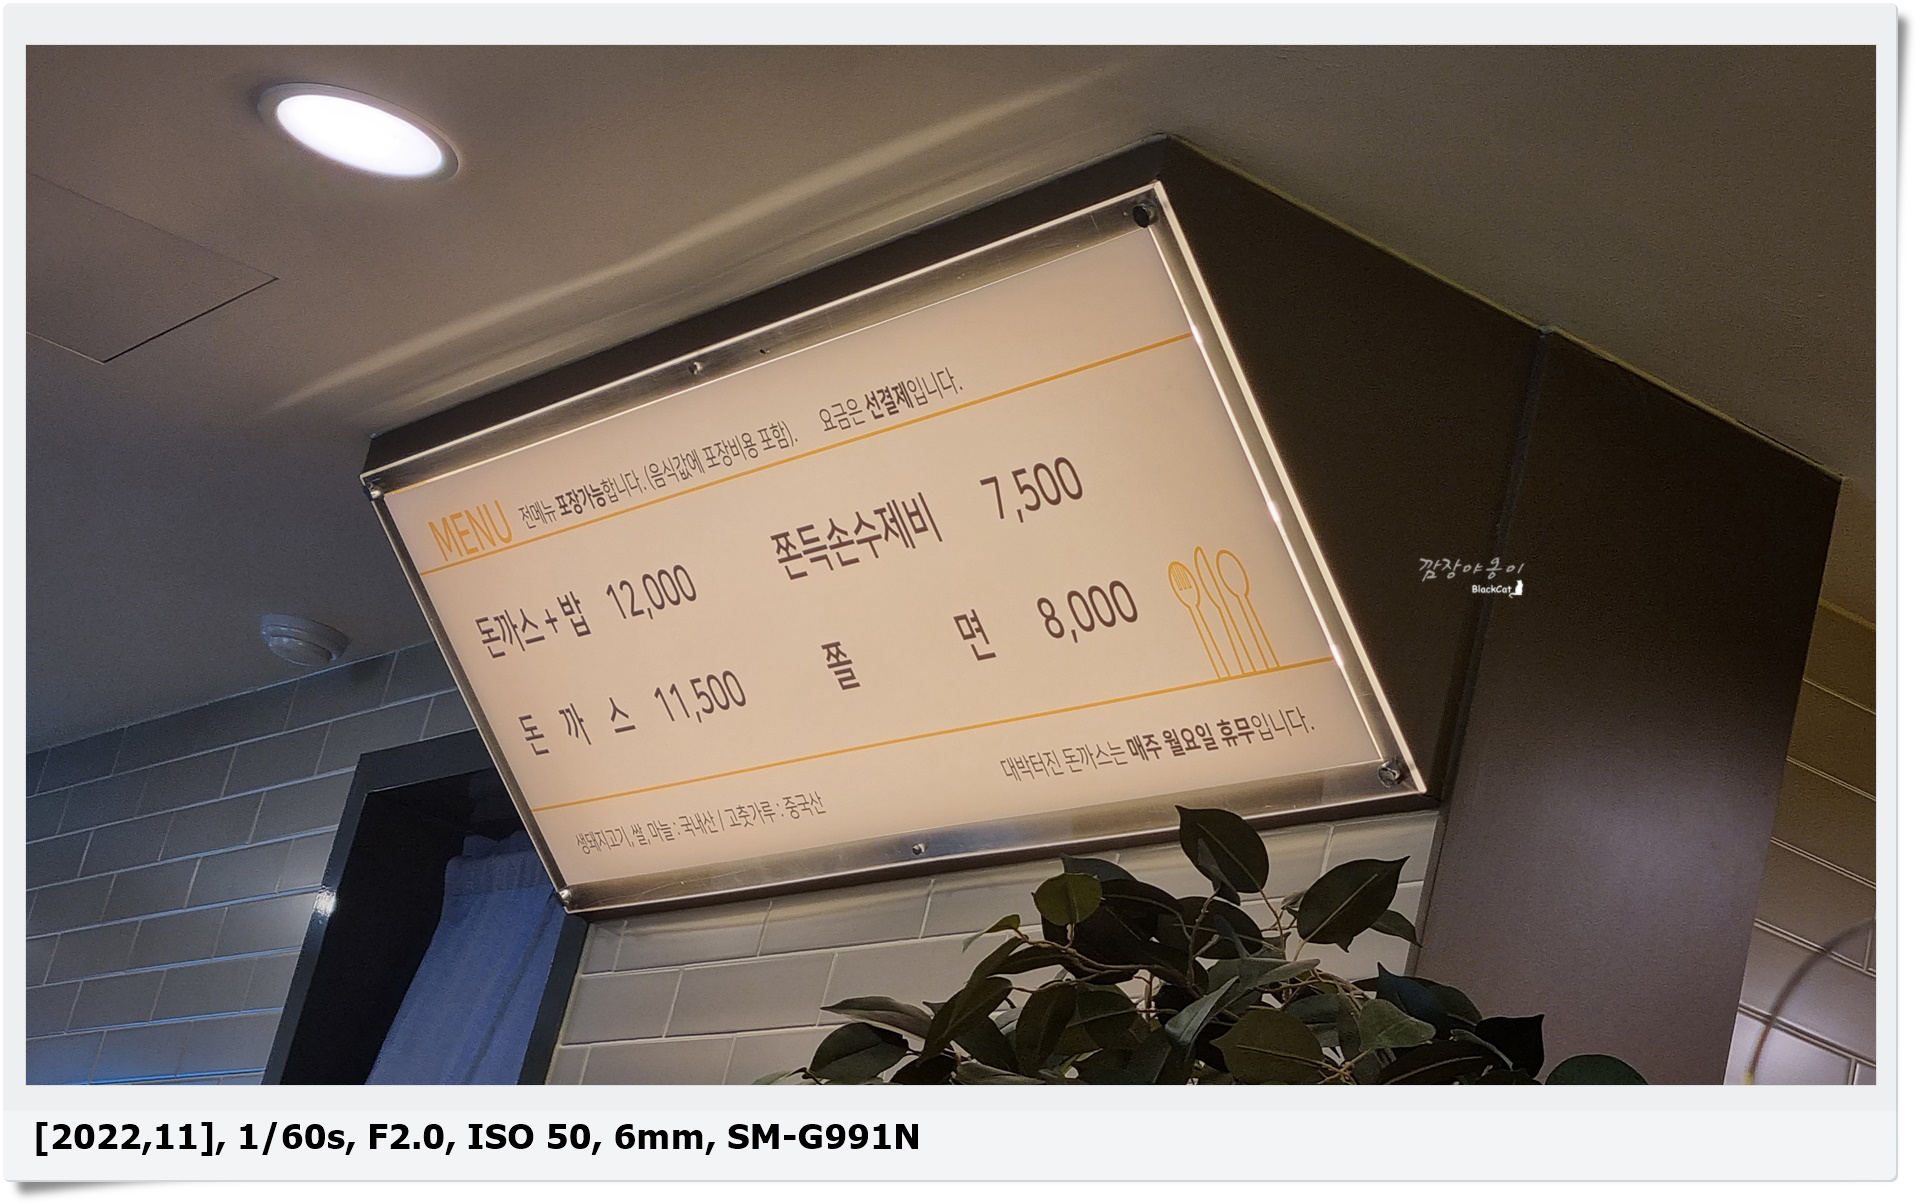 MENU 전메뉴 포장가능합니다. (음식값에 포장비용 포함). 요금은 선결제입니다.
돈까스+밥 12,000 쫀득손수제비 7,500
돈 까 스 11,500 쫄 면 8,000
대박터진 돈까스는 매주 월요일 휴무입니다.
생돼지고기, 쌀, 마늘 : 국내산 / 고춧가루 : 중국산
깜장야옹이
BlackCat
[2022,11], 1/60s, F2.0, ISO 50, 6mm, SM-G991N